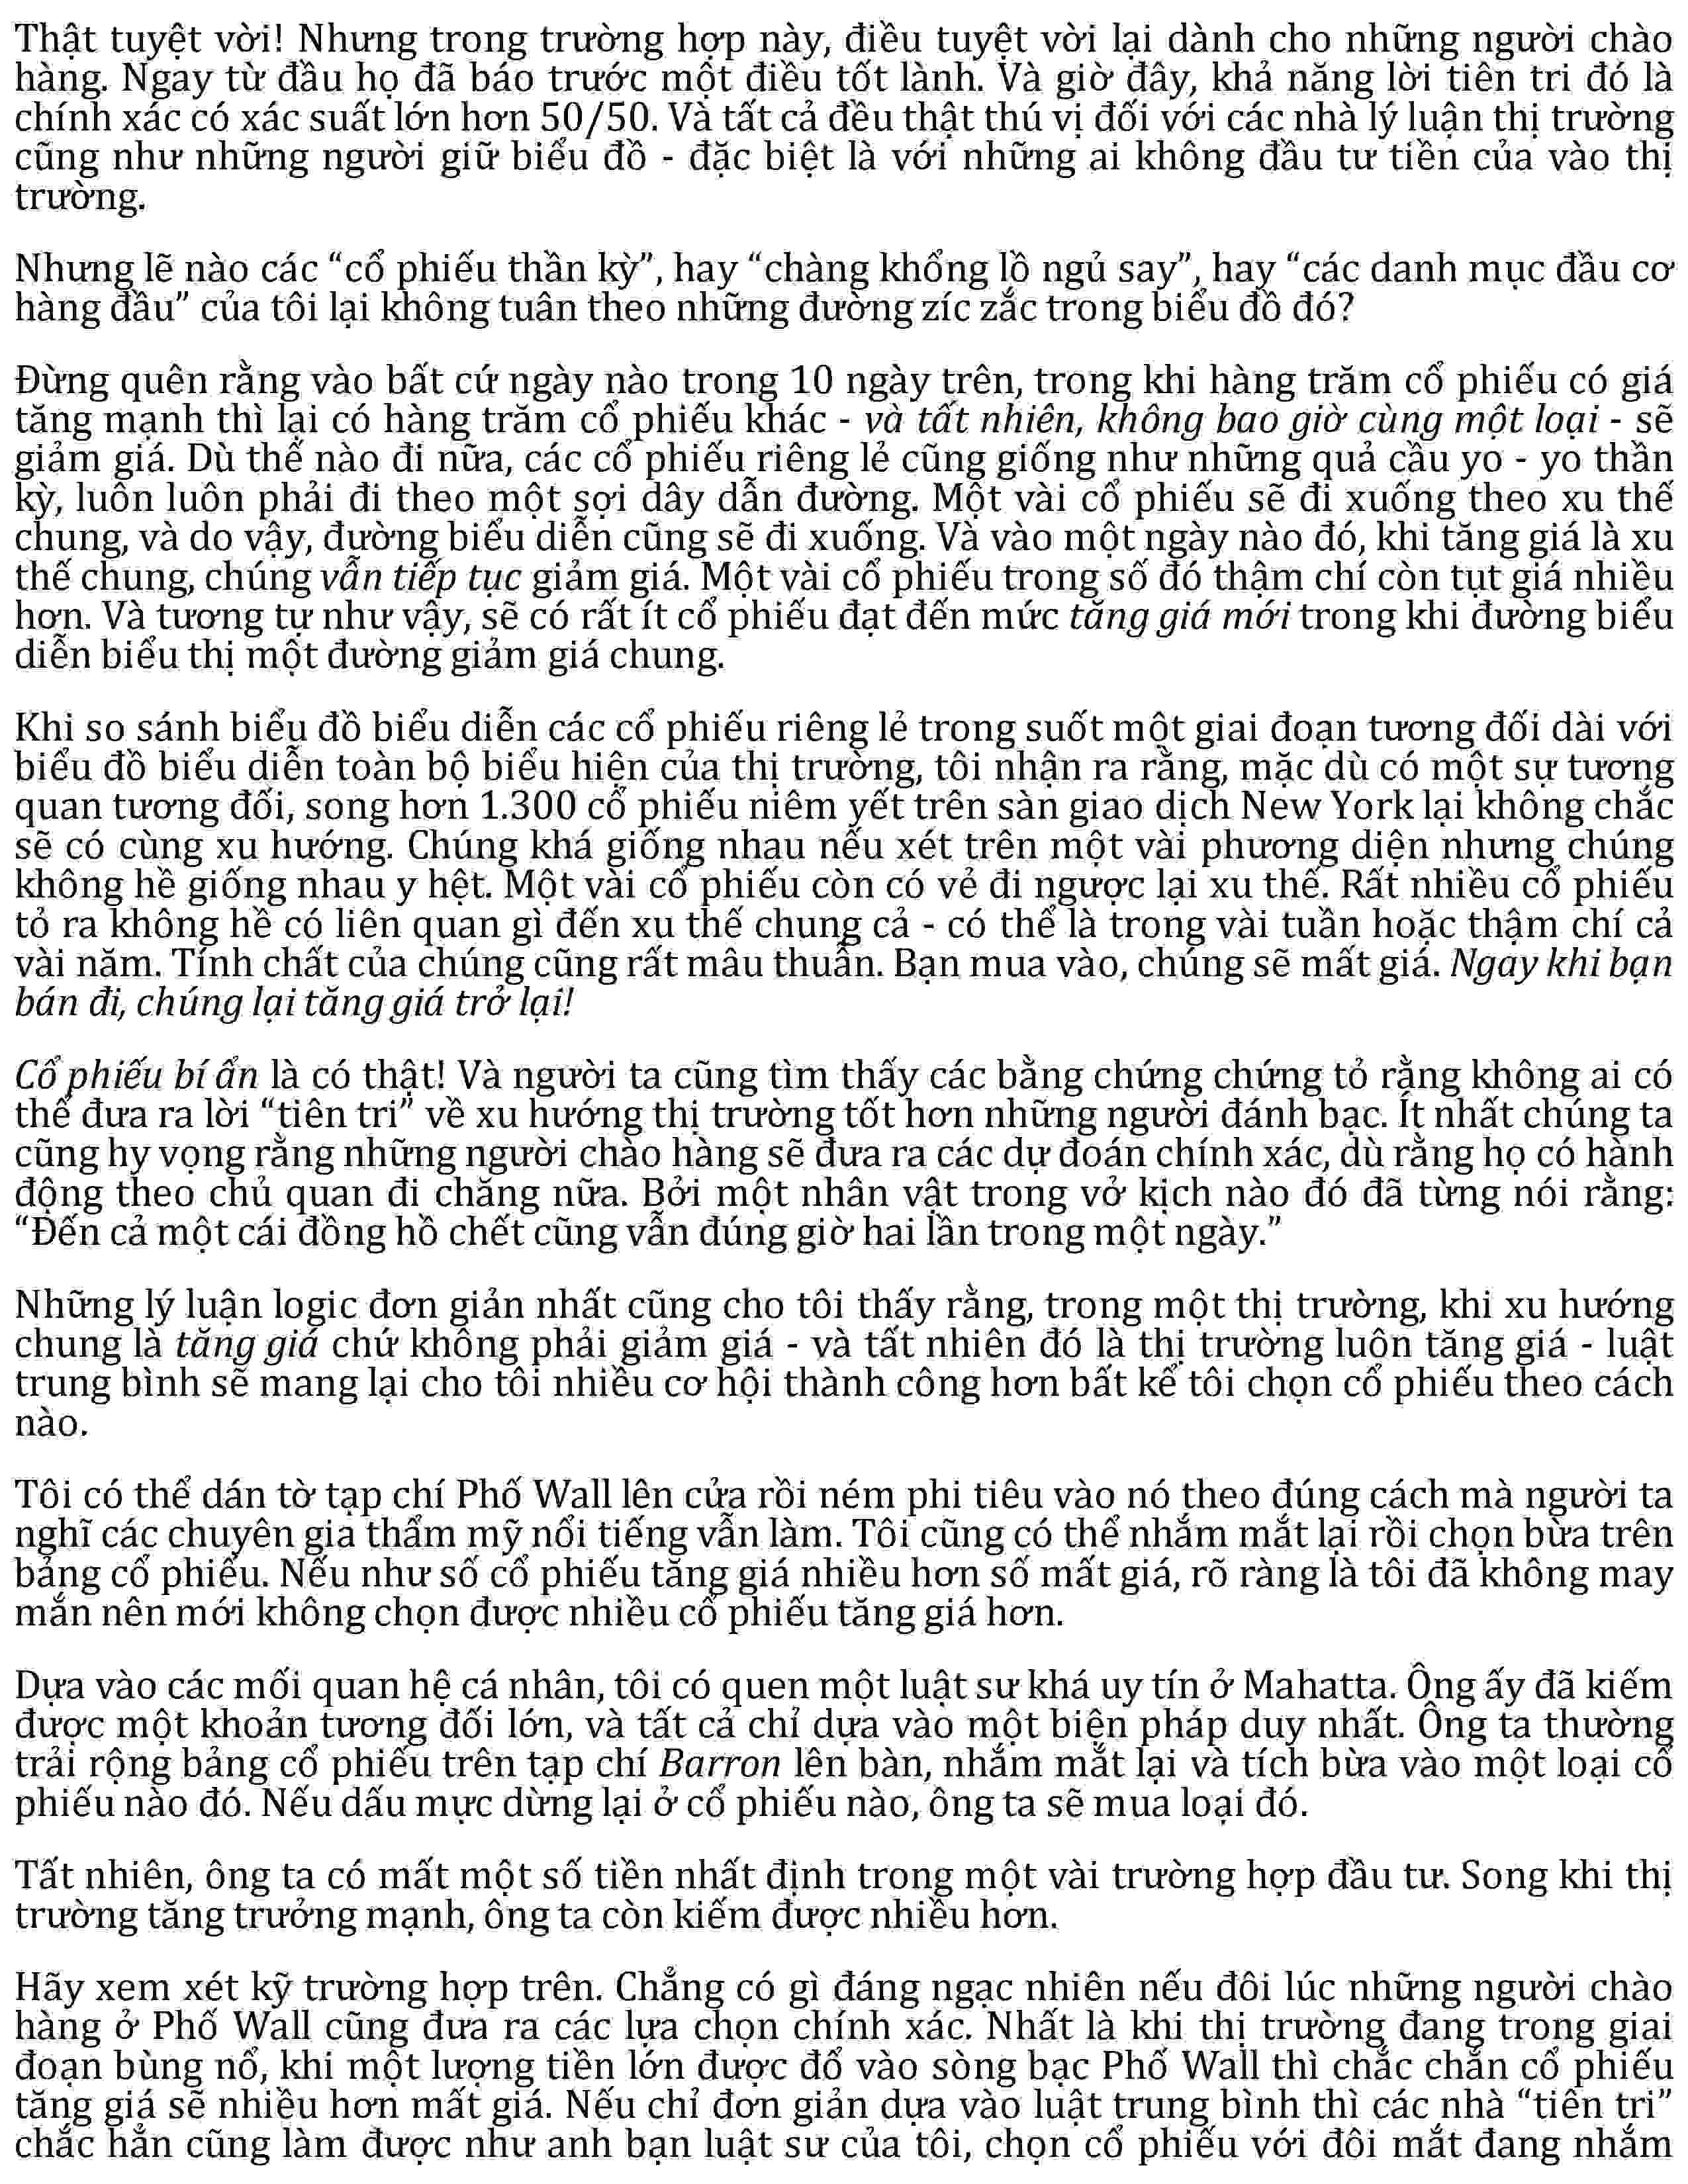 Thật tuyệt vời! Nhưng trong trường hợp này, điều tuyệt vời lại dành cho những người chào
hàng. Ngay từ đầu họ đã báo trước một điều tốt lành. Và giờ đây, khả năng lời tiên tri đó là
chính xác có xác suất lớn hơn 50/50. Và tất cả đều thật thú vị đối với các nhà lý luận thị trường
cũng như những người giữ biểu đồ - đặc biệt là với những ai không đầu tư tiền của vào thị
trường.
Nhưng lẽ nào các “cổ phiếu thần kỳ”, hay “chàng khổng lồ ngủ say”, hay “các danh mục đầu cơ
hàng đầu” của tôi lại không tuân theo những đường zíc zắc trong biểu đồ đó?
Đừng quên rằng vào bất cứ ngày nào trong 10 ngày trên, trong khi hàng trăm cổ phiếu có giá
tăng mạnh thì lại có hàng trăm cổ phiếu khác - và tất nhiên, không bao giờ cùng một loại - sẽ
giảm giá. Dù thế nào đi nữa, các cổ phiếu riêng lẻ cũng giống như những quả cầu yo - yo thần
kỳ, luôn luôn phải đi theo một sợi dây dẫn đường. Một vài cổ phiếu sẽ đi xuống theo xu thế
chung, và do vậy, đường biểu diễn cũng sẽ đi xuống. Và vào một ngày nào đó, khi tăng giá là xu
thế chung, chúng vẫn tiếp tục giảm giá. Một vài cổ phiếu trong số đó thậm chí còn tụt giá nhiều
hơn. Và tương tự như vậy, sẽ có rất ít cổ phiếu đạt đến mức tăng giá mới trong khi đường biểu
diễn biểu thị một đường giảm giá chung.
Khi so sánh biểu đồ biểu diễn các cổ phiếu riêng lẻ trong suốt một giai đoạn tương đối dài với
biểu đồ biểu diễn toàn bộ biểu hiện của thị trường, tôi nhận ra rằng, mặc dù có một sự tương
quan tương đối, song hơn 1.300 cổ phiếu niêm yết trên sàn giao dịch New York lại không chắc
sẽ có cùng xu hướng. Chúng khá giống nhau nếu xét trên một vài phương diện nhưng chúng
không hề giống nhau y hệt. Một vài cổ phiếu còn có vẻ đi ngược lại xu thế. Rất nhiều cổ phiếu
tỏ ra không hề có liên quan gì đến xu thế chung cả - có thể là trong vài tuần hoặc thậm chí cả
vài năm. Tính chất của chúng cũng rất mâu thuẫn. Bạn mua vào, chúng sẽ mất giá. Ngay khi bạn
bán đi, chúng lại tăng giá trở lại!
Cổ phiếu bí ẩn là có thật! Và người ta cũng tìm thấy các bằng chứng chứng tỏ rằng không ai có
thể đưa ra lời “tiên tri” về xu hướng thị trường tốt hơn những người đánh bạc. Ít nhất chúng ta
cũng hy vọng rằng những người chào hàng sẽ đưa ra các dự đoán chính xác, dù rằng họ có hành
động theo chủ quan đi chăng nữa. Bởi một nhân vật trong vở kịch nào đó đã từng nói rằng:
“Đến cả một cái đồng hồ chết cũng vẫn đúng giờ hai lần trong một ngày.”
Những lý luận logic đơn giản nhất cũng cho tôi thấy rằng, trong một thị trường, khi xu hướng
chung là tăng giá chứ không phải giảm giá - và tất nhiên đó là thị trường luôn tăng giá - luật
trung bình sẽ mang lại cho tôi nhiều cơ hội thành công hơn bất kể tôi chọn cổ phiếu theo cách
nào.
Tôi có thể dán tờ tạp chí Phố Wall lên cửa rồi ném phi tiêu vào nó theo đúng cách mà người ta
nghĩ các chuyên gia thẩm mỹ nổi tiếng vẫn làm. Tôi cũng có thể nhắm mắt lại rồi chọn bừa trên
bảng cổ phiếu. Nếu như số cổ phiếu tăng giá nhiều hơn số mất giá, rõ ràng là tôi đã không may
mắn nên mới không chọn được nhiều cổ phiếu tăng giá hơn.
Dựa vào các mối quan hệ cá nhân, tôi có quen một luật sư khá uy tín ở Mahatta. Ông ấy đã kiếm
được một khoản tương đối lớn, và tất cả chỉ dựa vào một biện pháp duy nhất. Ông ta thường
trải rộng bảng cổ phiếu trên tạp chí Barron lên bàn, nhắm mắt lại và tích bừa vào một loại cổ
phiếu nào đó. Nếu dấu mực dừng lại ở cổ phiếu nào, ông ta sẽ mua loại đó.
Tất nhiên, ông ta có mất một số tiền nhất định trong một vài trường hợp đầu tư. Song khi thị
trường tăng trưởng mạnh, ông ta còn kiếm được nhiều hơn.
Hãy xem xét kỹ trường hợp trên. Chẳng có gì đáng ngạc nhiên nếu đôi lúc những người chào
hàng ở Phố Wall cũng đưa ra các lựa chọn chính xác. Nhất là khi thị trường đang trong giai
đoạn bùng nổ, khi một lượng tiền lớn được đổ vào sòng bạc Phố Wall thì chắc chắn cổ phiếu
tăng giá sẽ nhiều hơn mất giá. Nếu chỉ đơn giản dựa vào luật trung bình thì các nhà “tiên tri”
chắc hẳn cũng làm được như anh bạn luật sư của tôi, chọn cổ phiếu với đôi mắt đang nhắm